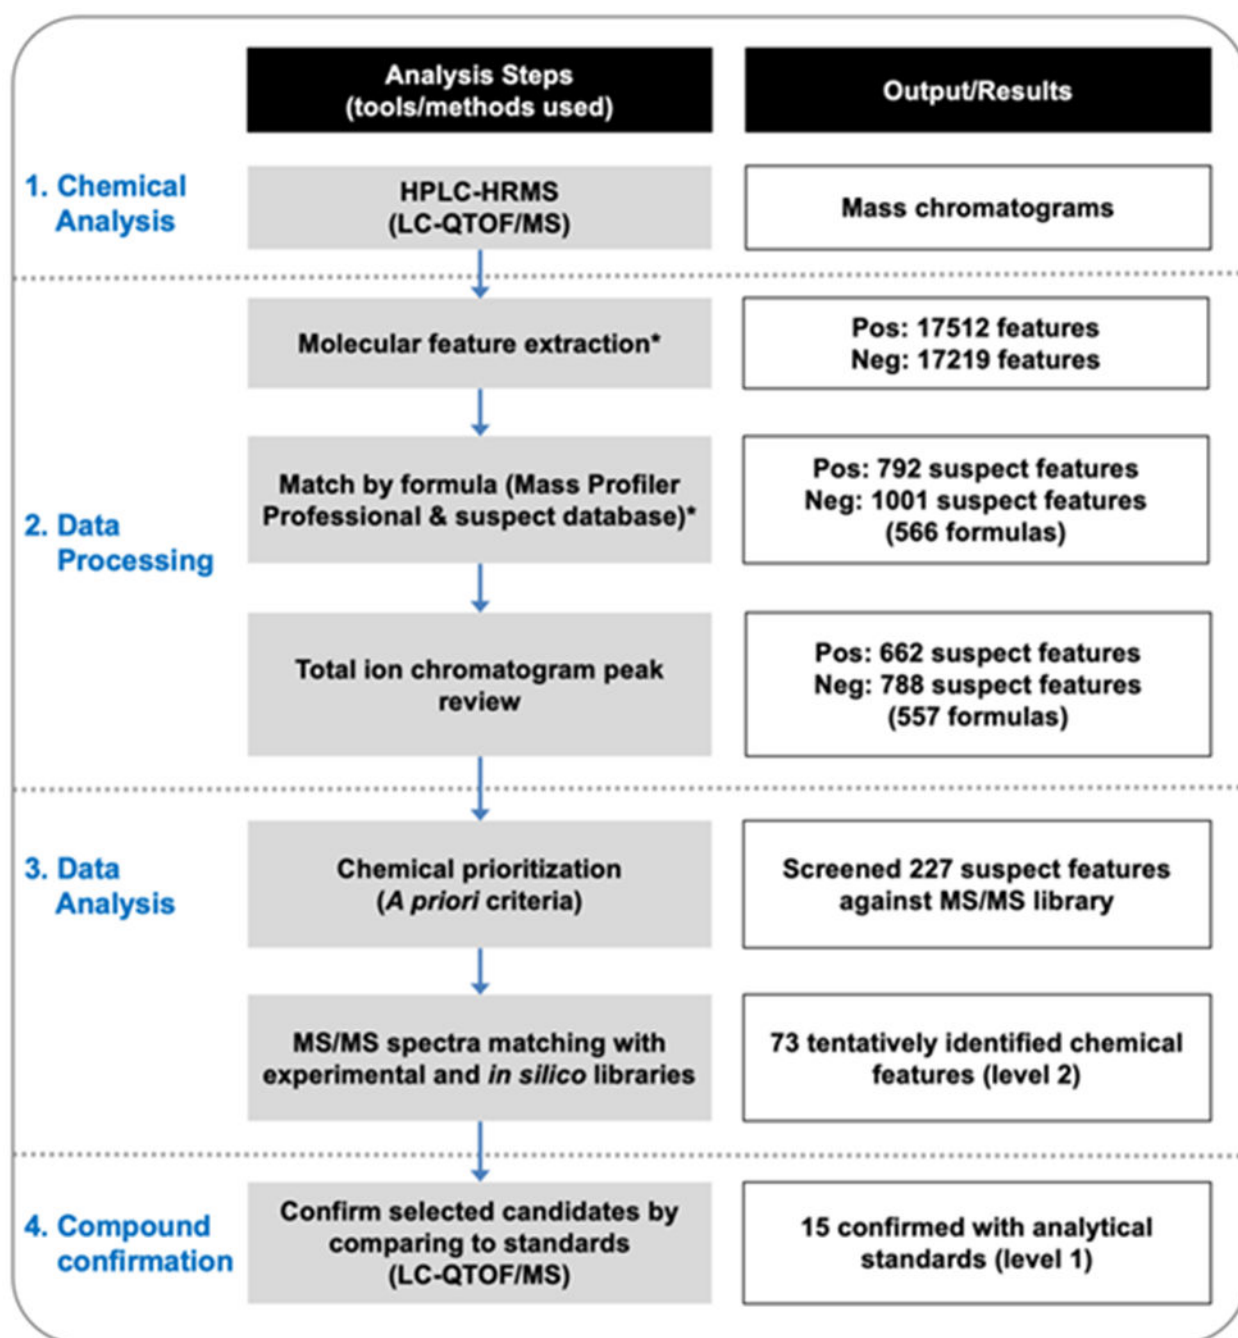 Analysis Steps
(tools/methods used)
Output/Results
1. Chemical
Analysis
HPLC-HRMS
(LC-QTOF/MS)
Mass chromatograms
Molecular feature extraction*
Pos: 17512 features
Neg: 17219 features
2. Data
Processing
Match by formula (Mass Profiler
Professional & suspect database)*
Pos: 792 suspect features
Neg: 1001 suspect features
(566 formulas)
Total ion chromatogram peak
review
Pos: 662 suspect features
Neg: 788 suspect features
(557 formulas)
3. Data
Analysis
Chemical prioritization
(A priori criteria)
Screened 227 suspect features
against MS/MS library
MS/MS spectra matching with
experimental and in silico libraries
73 tentatively identified chemical
features (level 2)
4. Compound
confirmation
Confirm selected candidates by
comparing to standards
(LC-QTOF/MS)
15 confirmed with analytical
standards (level 1)